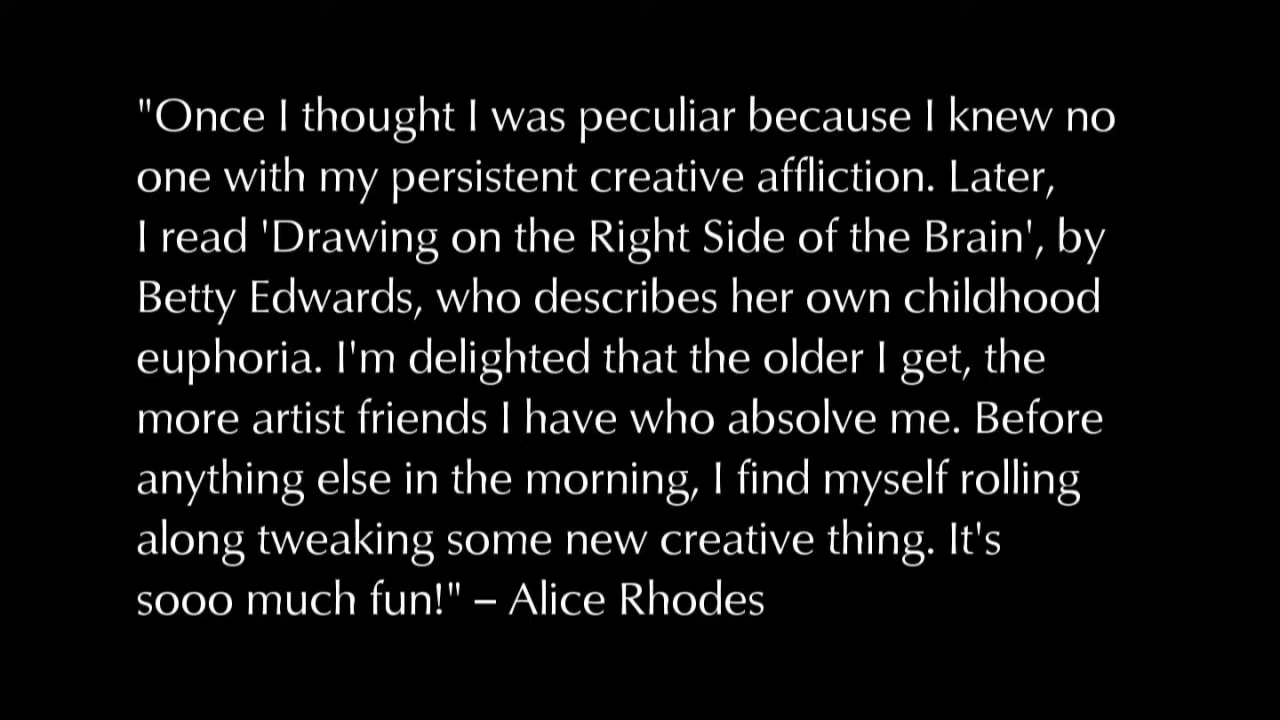 "Once I thought I was peculiar because I knew no
one with my persistent creative affliction. Later,
I read 'Drawing on the Right Side of the Brain', by
Betty Edwards, who describes her own childhood
euphoria. I'm delighted that the older I get, the
more artist friends I have who absolve me. Before
anything else in the morning, I find myself rolling
along tweaking some new creative thing. It's
sooo much fun!" – Alice Rhodes